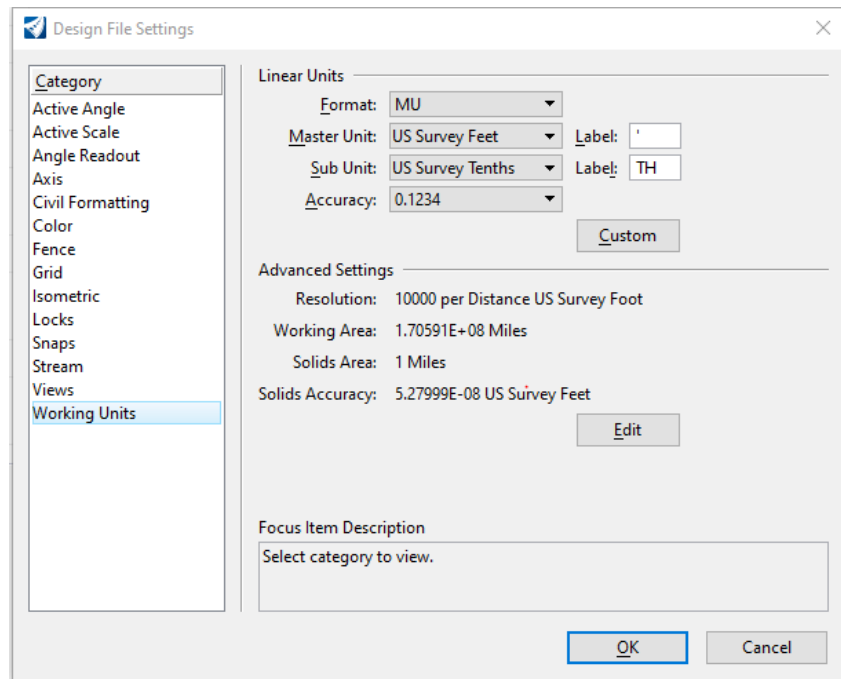 Design File Settings
Category
Active Angle
Active Scale
Angle Readout
Axis
Civil Formatting
Color
Fence
Grid
Isometric
Locks
Snaps
Stream
Views
Working Units
Linear Units
Format: MU
Master Unit: US Survey Feet Label: '
Sub Unit: US Survey Tenths Label: TH
Accuracy: 0.1234
Custom
Advanced Settings
Resolution: 10000 per Distance US Survey Foot
Working Area: 1.70591E+08 Miles
Solids Area: 1 Miles
Solids Accuracy: 5.27999E-08 US Survey Feet
Edit
Focus Item Description
Select category to view.
OK Cancel